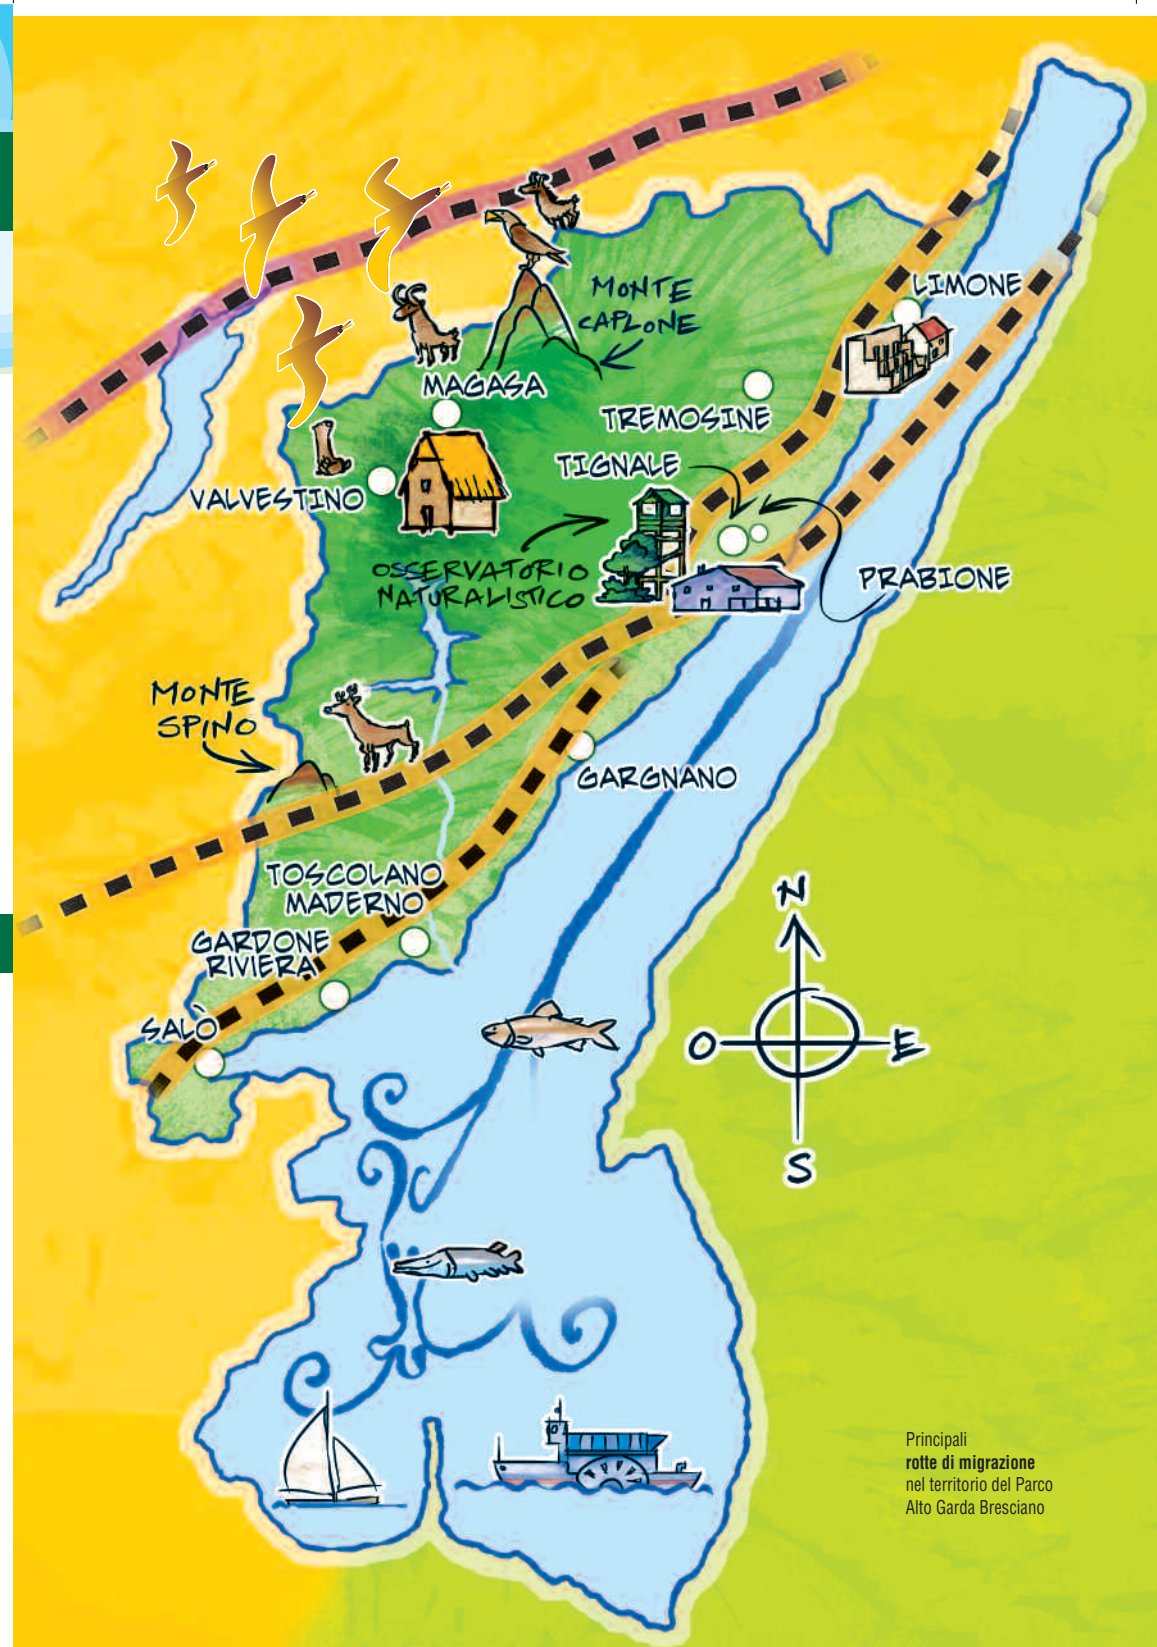 LIMONE
MONTE
CAPLONE
MAGASA
TREMOSINE
TIGNALE
VALVESTINO
OSSERVATORIO
NATURALISTICO
PRABIONE
MONTE
SPINO
GARGNANO
TOSCOLANO
MADERNO
GARDONE
RIVIERA
SALÒ
N
O
E
S
Principali
rotte di migrazione
nel territorio del Parco
Alto Garda Bresciano